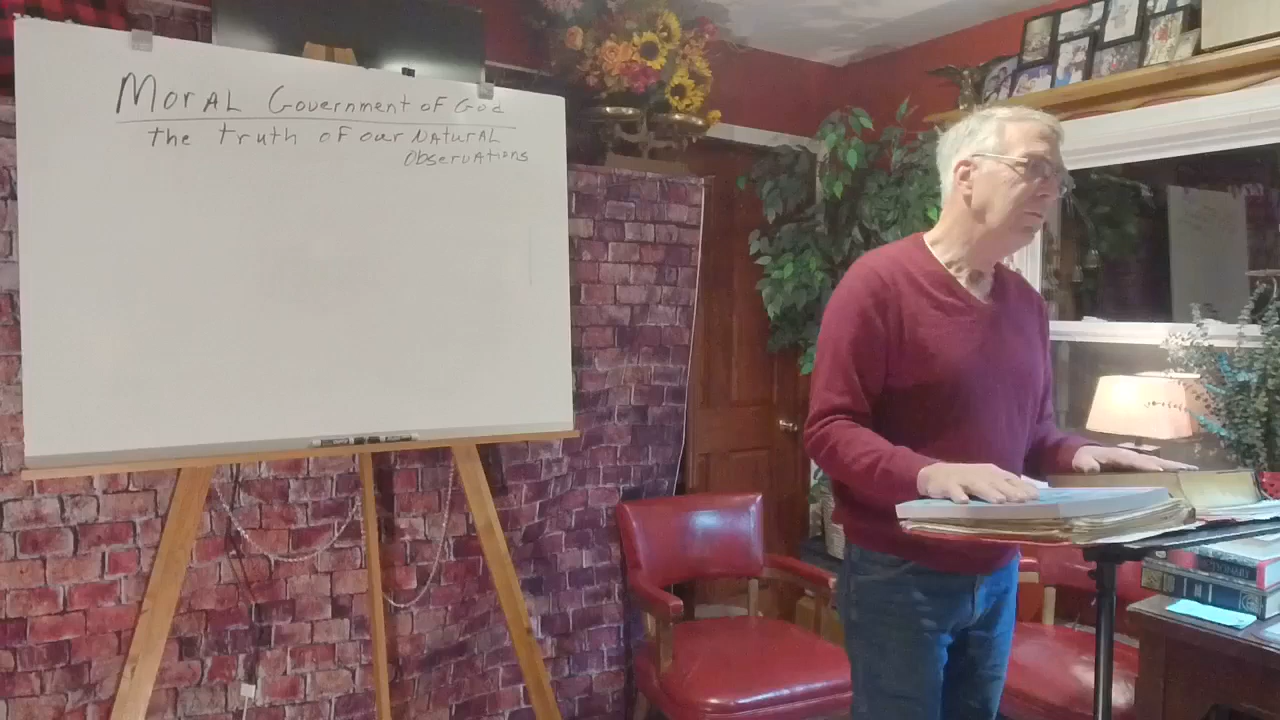 Moral Government of God
the truth of our Natural
Observations